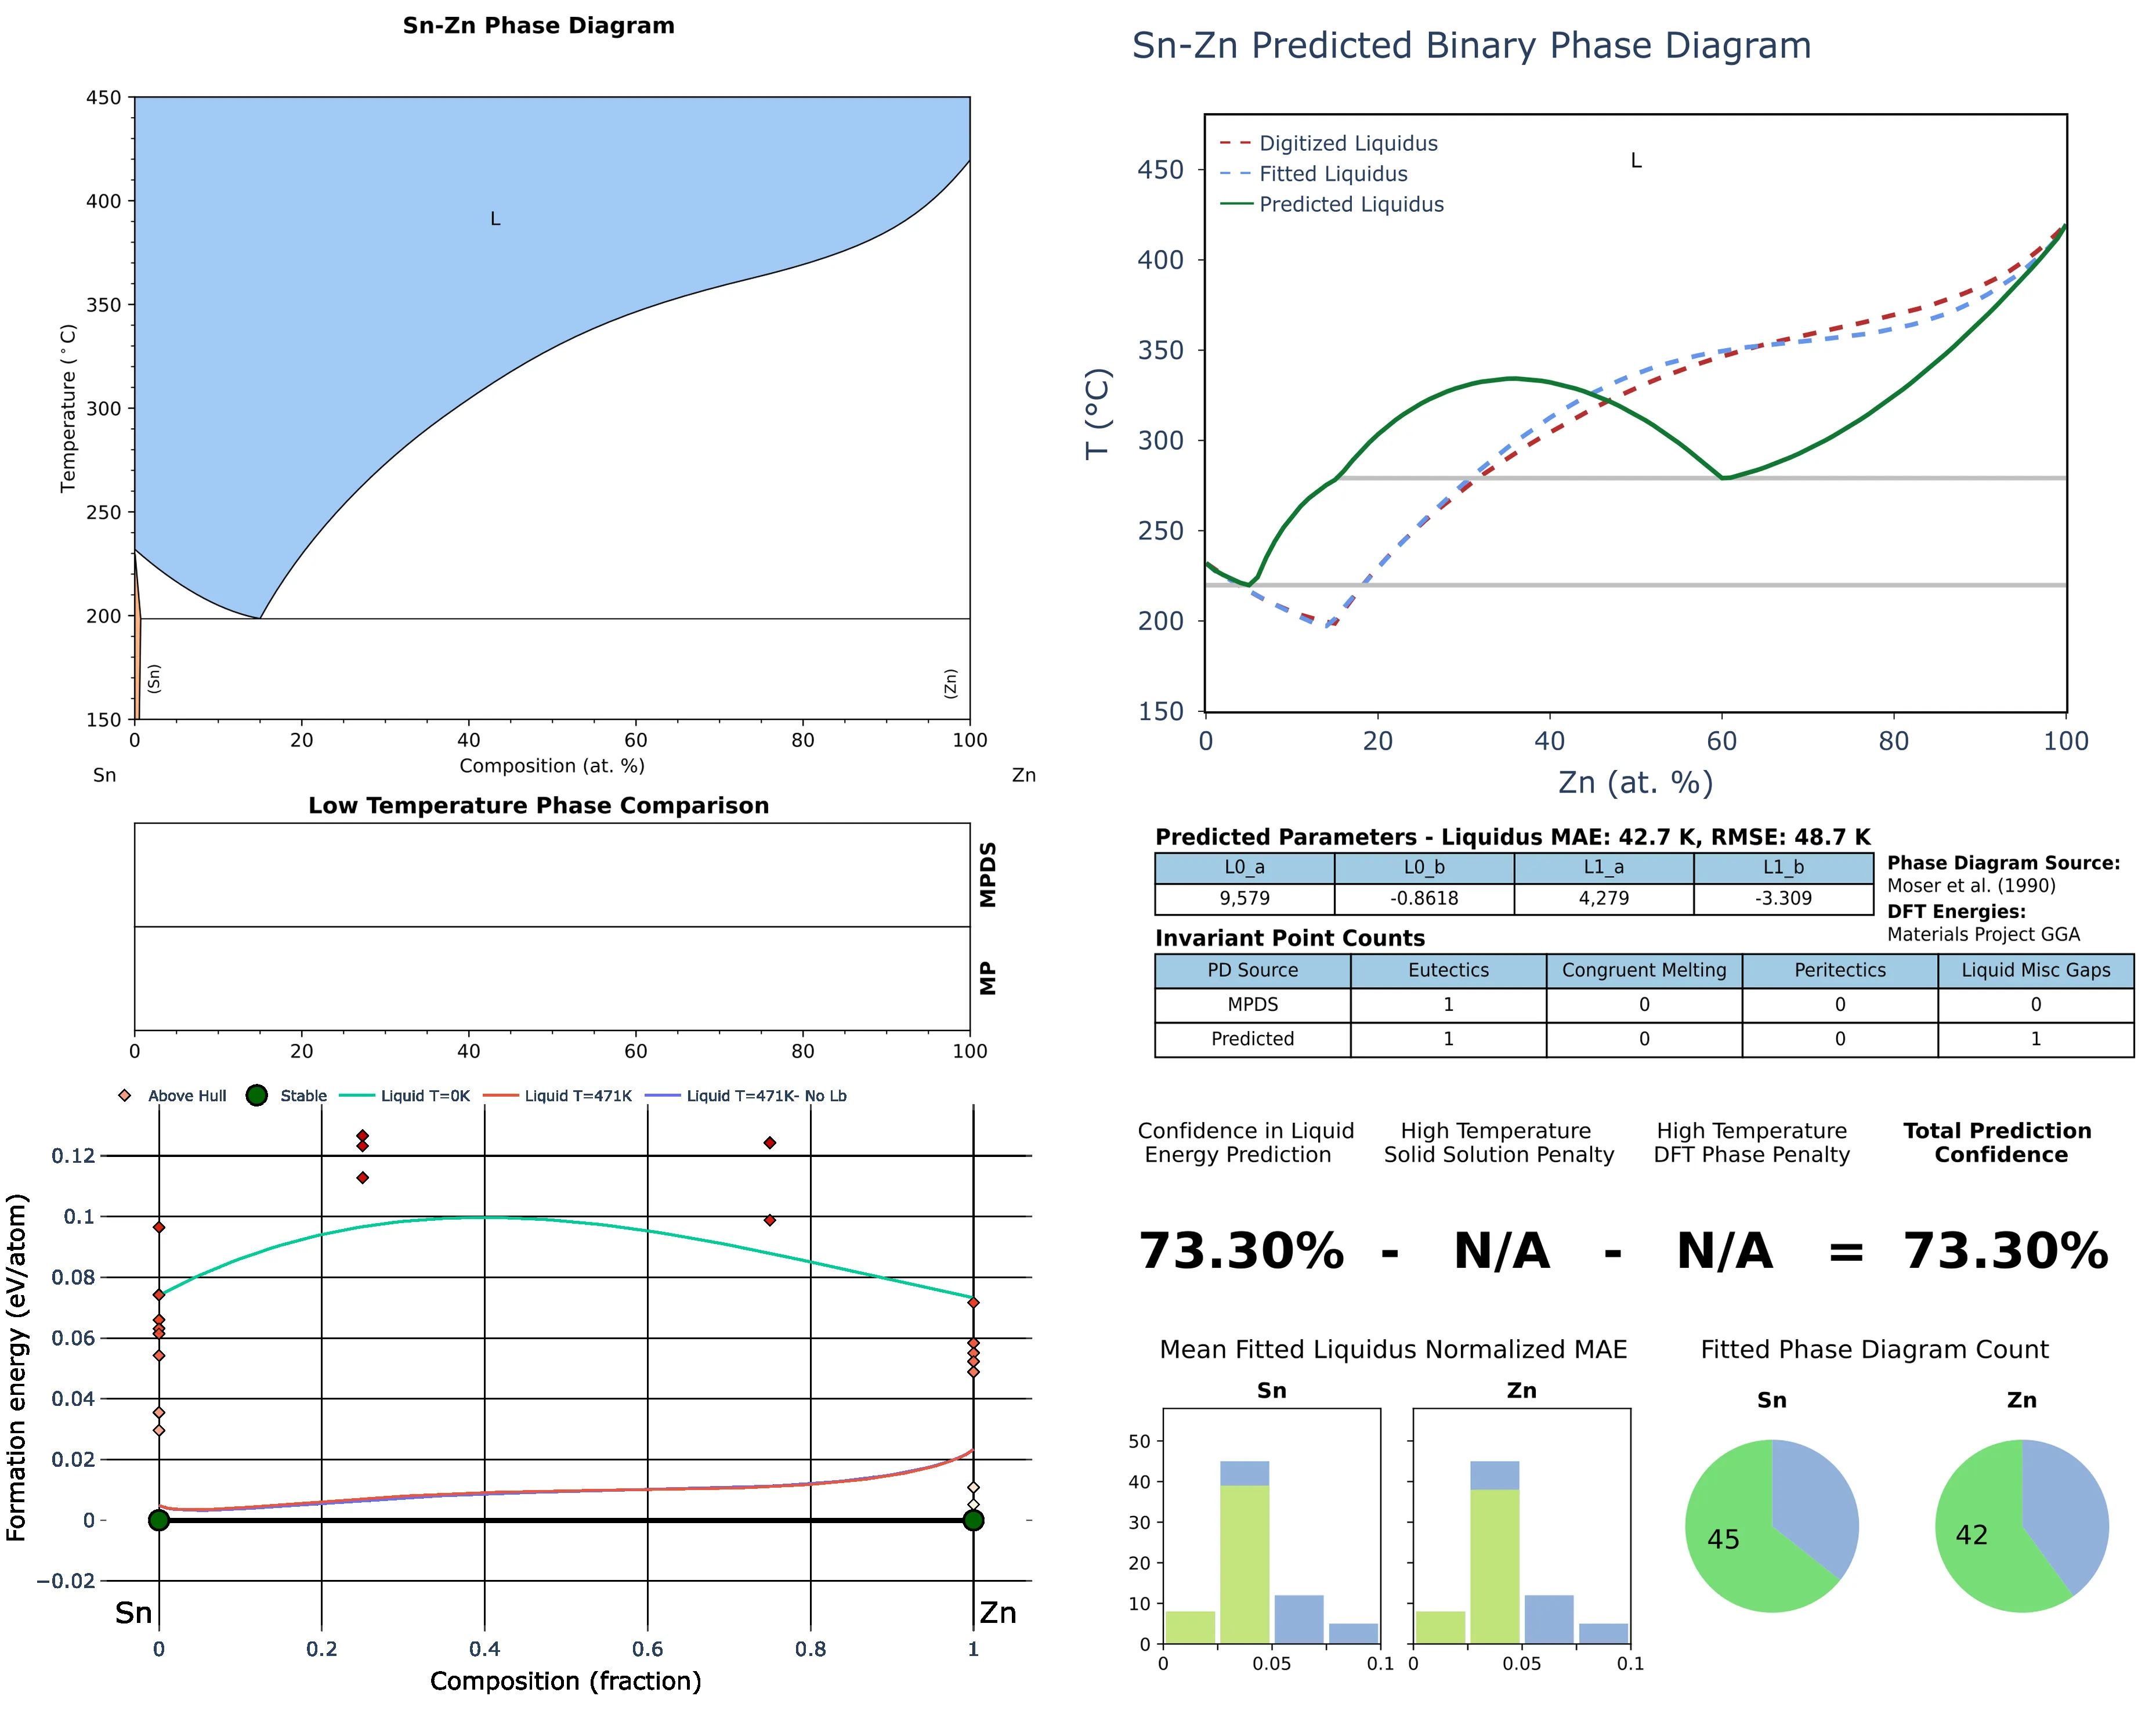 Sn-Zn Phase Diagram
450
400
350
300
250
200
150
Temperature (°C)
L
(Sn)
(Zn)
0 20 40 60 80 100
Composition (at. %)
Sn Zn
Low Temperature Phase Comparison
MPDS
MP
0 20 40 60 80 100
Above Hull Stable Liquid T=0K Liquid T=471K Liquid T=471K- No Lb
0.12
0.1
0.08
0.06
0.04
0.02
0
−0.02
Formation energy (eV/atom)
Sn Zn
0 0.2 0.4 0.6 0.8 1
Composition (fraction)
Sn-Zn Predicted Binary Phase Diagram
Digitized Liquidus
Fitted Liquidus
Predicted Liquidus
L
450
400
350
300
250
200
150
T (°C)
0 20 40 60 80 100
Zn (at. %)
Predicted Parameters - Liquidus MAE: 42.7 K, RMSE: 48.7 K
L0_a L0_b L1_a L1_b
9,579 -0.8618 4,279 -3.309
Phase Diagram Source:
Moser et al. (1990)
DFT Energies:
Materials Project GGA
Invariant Point Counts
PD Source Eutectics Congruent Melting Peritectics Liquid Misc Gaps
MPDS 1 0 0 0
Predicted 1 0 0 1
Confidence in Liquid
Energy Prediction
High Temperature
Solid Solution Penalty
High Temperature
DFT Phase Penalty
Total Prediction
Confidence
73.30% - N/A - N/A = 73.30%
Mean Fitted Liquidus Normalized MAE
Sn Zn
50
40
30
20
10
0
0 0.05 0.1 0 0.05 0.1
Fitted Phase Diagram Count
Sn Zn
45 42